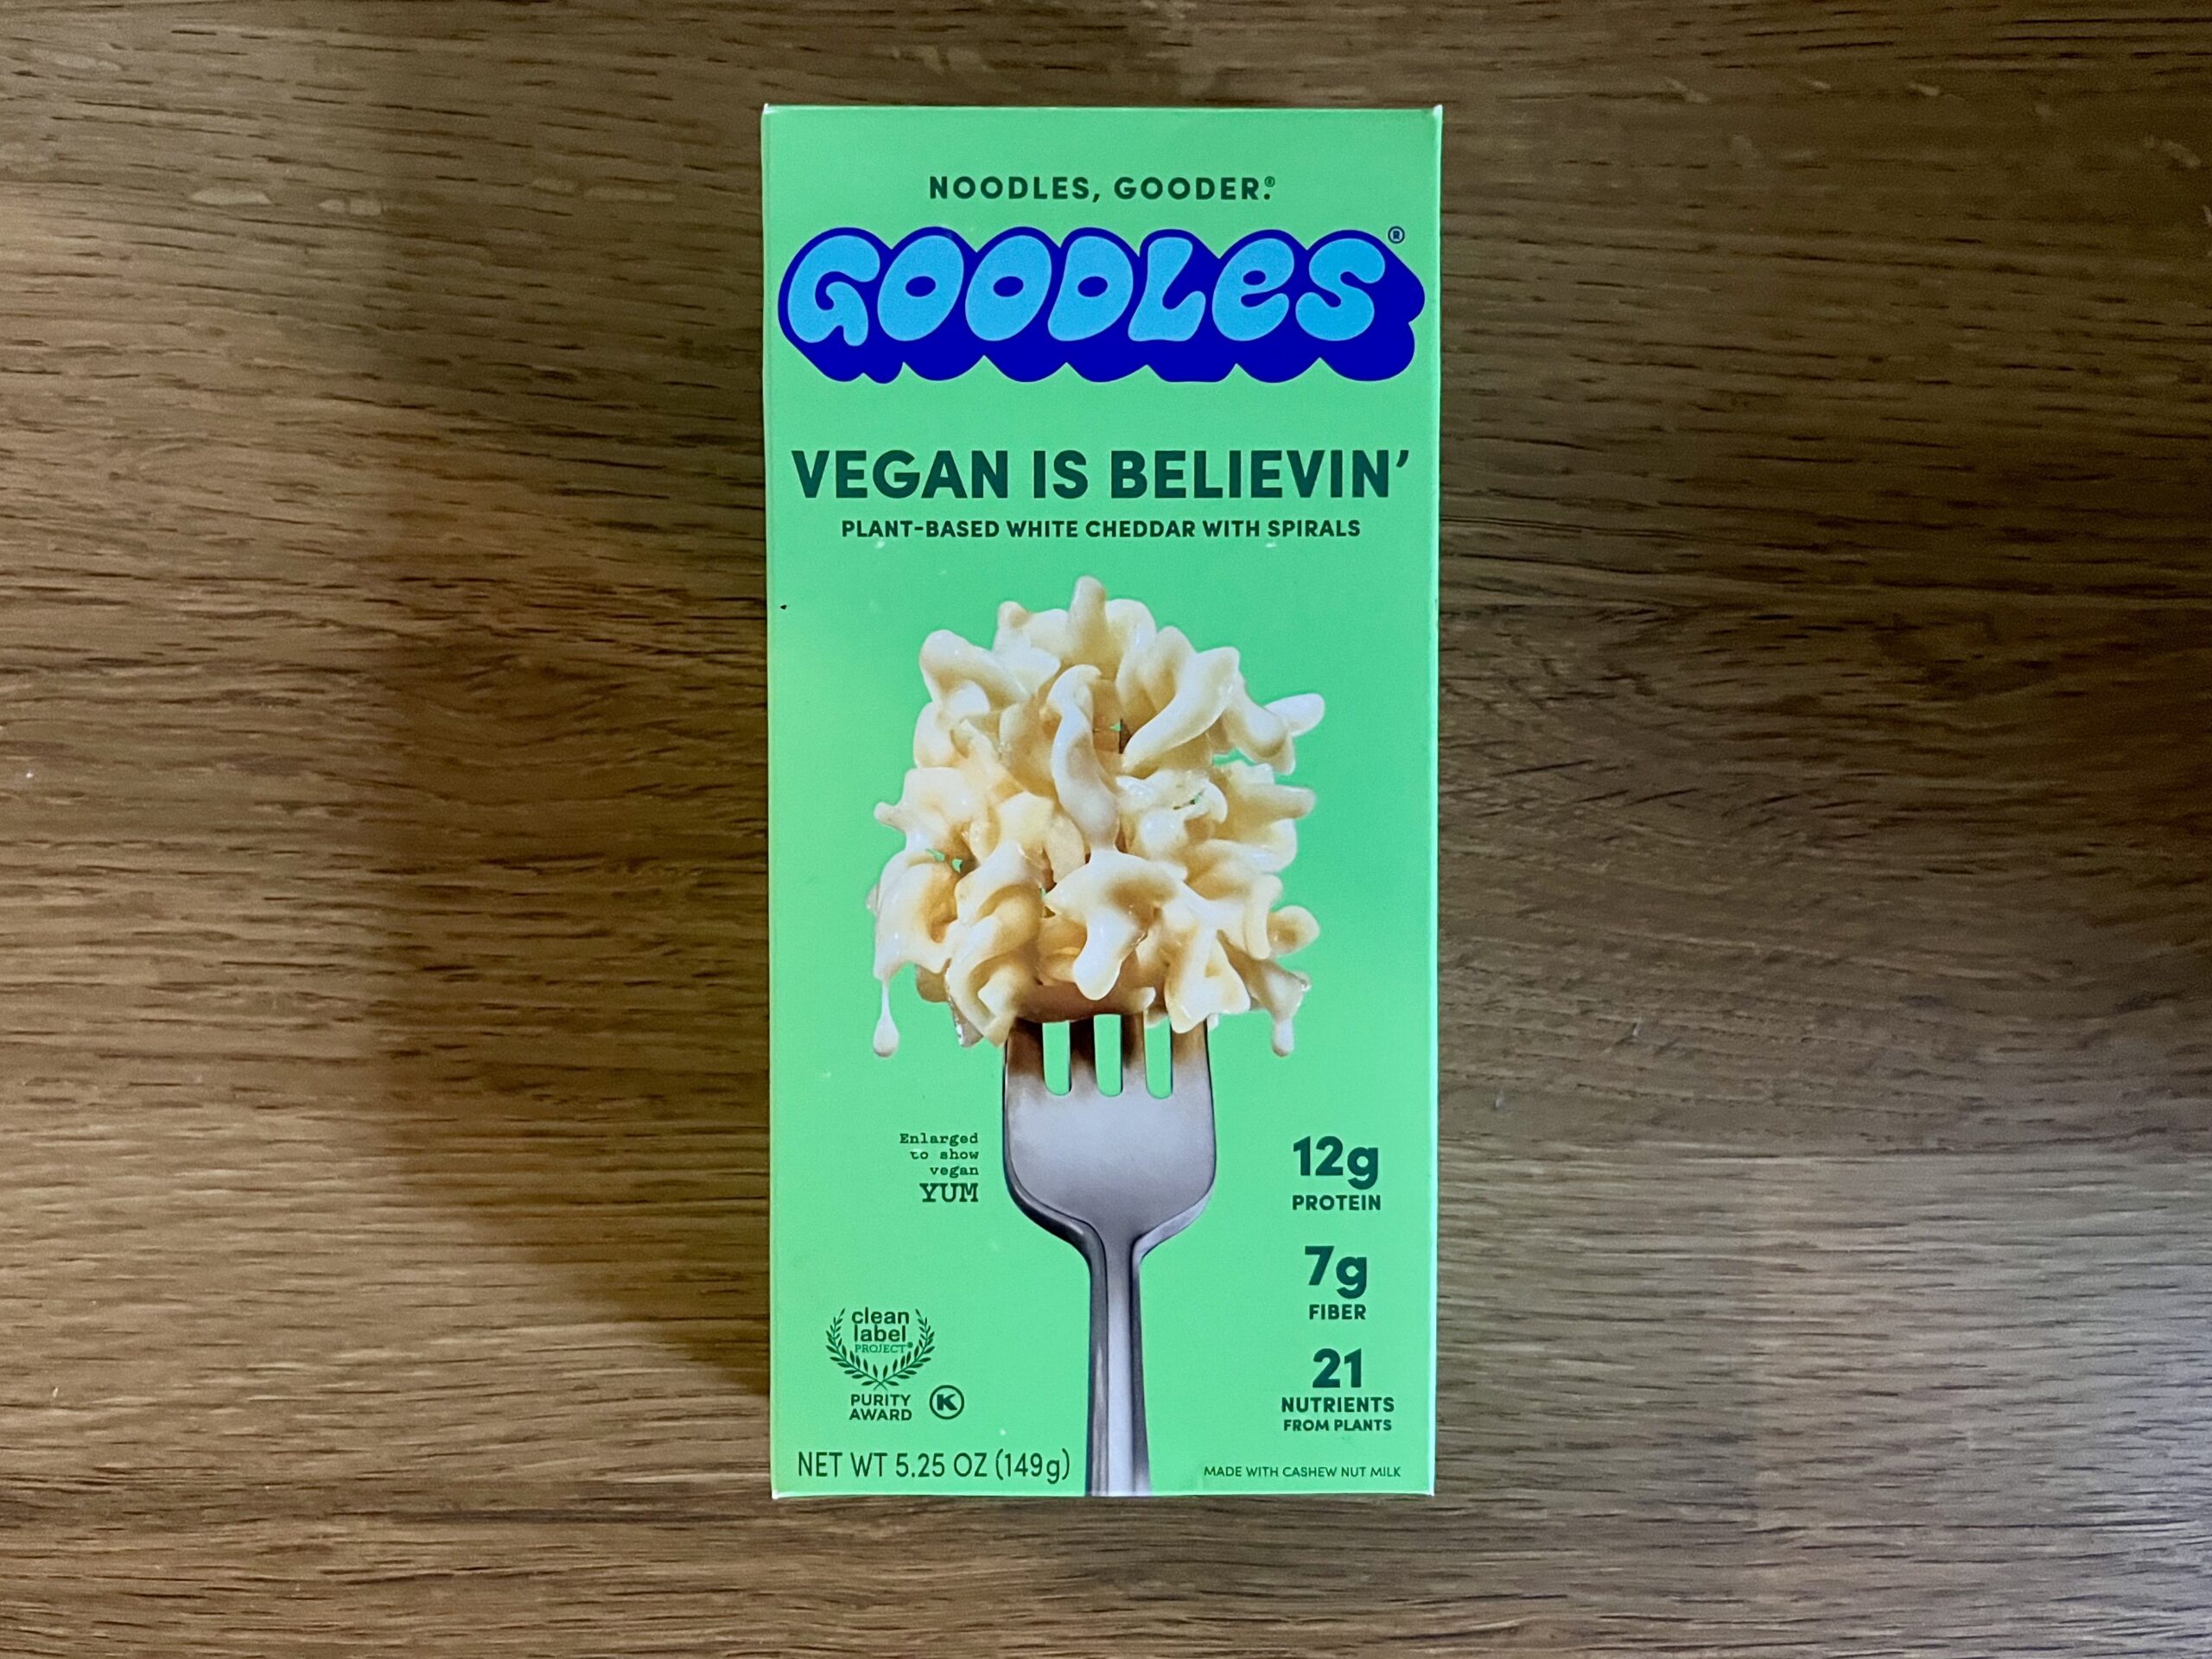 NOODLES, GOODER.®
GOODLES®
VEGAN IS BELIEVIN’
PLANT-BASED WHITE CHEDDAR WITH SPIRALS
Enlarged
to show
vegan
YUM
12g
PROTEIN
7g
FIBER
21
NUTRIENTS
FROM PLANTS
clean
label
PROJECT®
PURITY
AWARD
K
NET WT 5.25 OZ (149g)
MADE WITH CASHEW NUT MILK